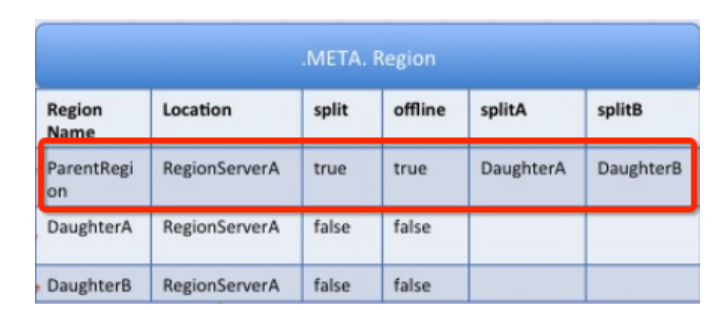 .META. Region
Region Name Location split offline splitA splitB
ParentRegion RegionServerA true true DaughterA DaughterB
DaughterA RegionServerA false false
DaughterB RegionServerA false false